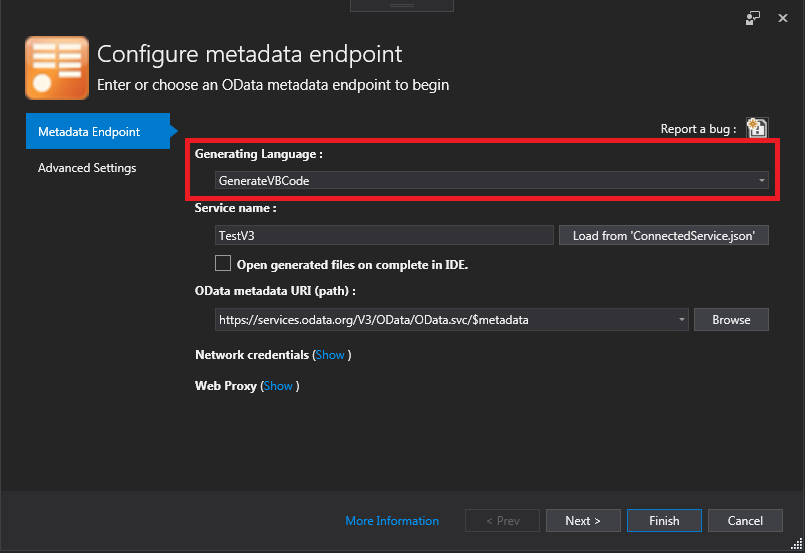 Configure metadata endpoint
Enter or choose an OData metadata endpoint to begin
Metadata Endpoint
Advanced Settings
Report a bug :
Generating Language :
GenerateVBCode
Service name :
TestV3
Load from 'ConnectedService.json'
Open generated files on complete in IDE.
OData metadata URI (path) :
https://services.odata.org/V3/OData/OData.svc/$metadata
Browse
Network credentials (Show )
Web Proxy (Show )
More Information
< Prev
Next >
Finish
Cancel